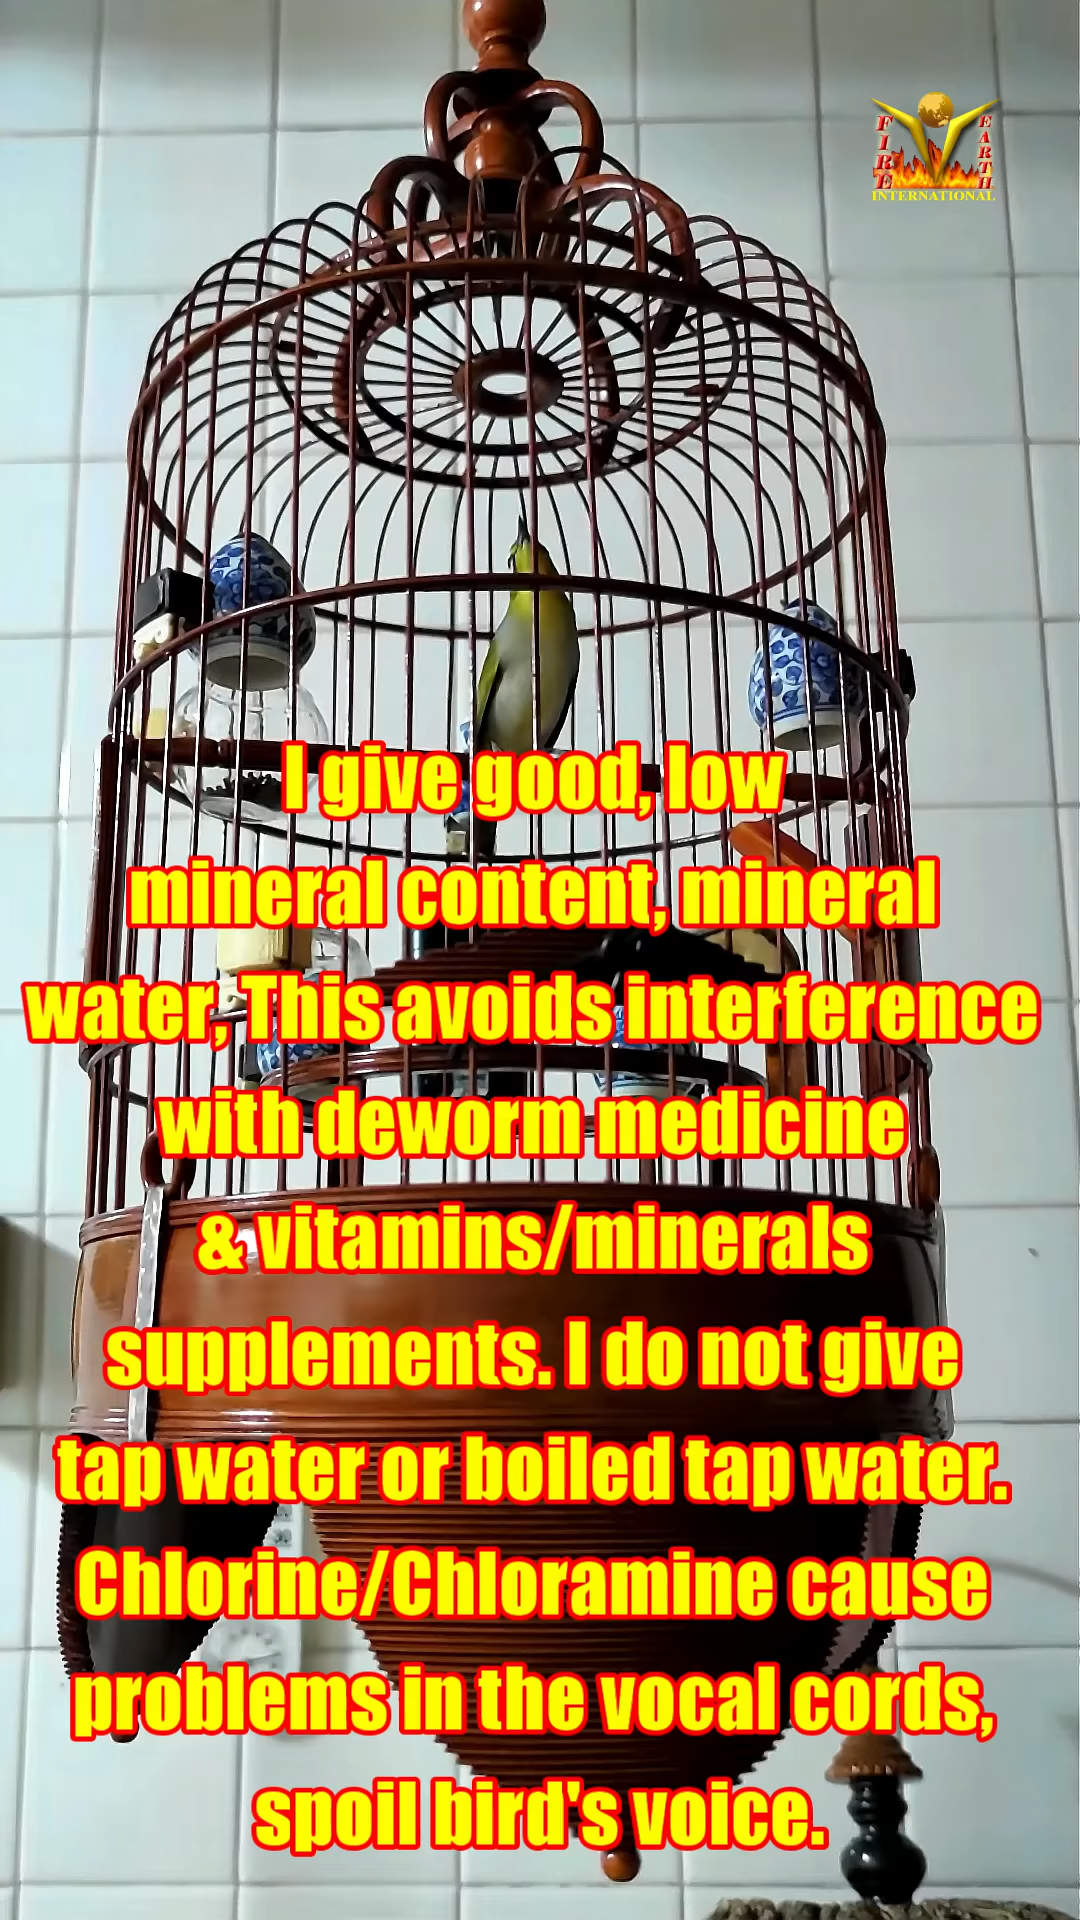 FIRE EARTH
INTERNATIONAL
I give good, low
mineral content, mineral
water, This avoids interference
with deworm medicine
& vitamins/minerals
supplements. I do not give
tap water or boiled tap water.
Chlorine/Chloramine cause
problems in the vocal cords,
spoil bird's voice.